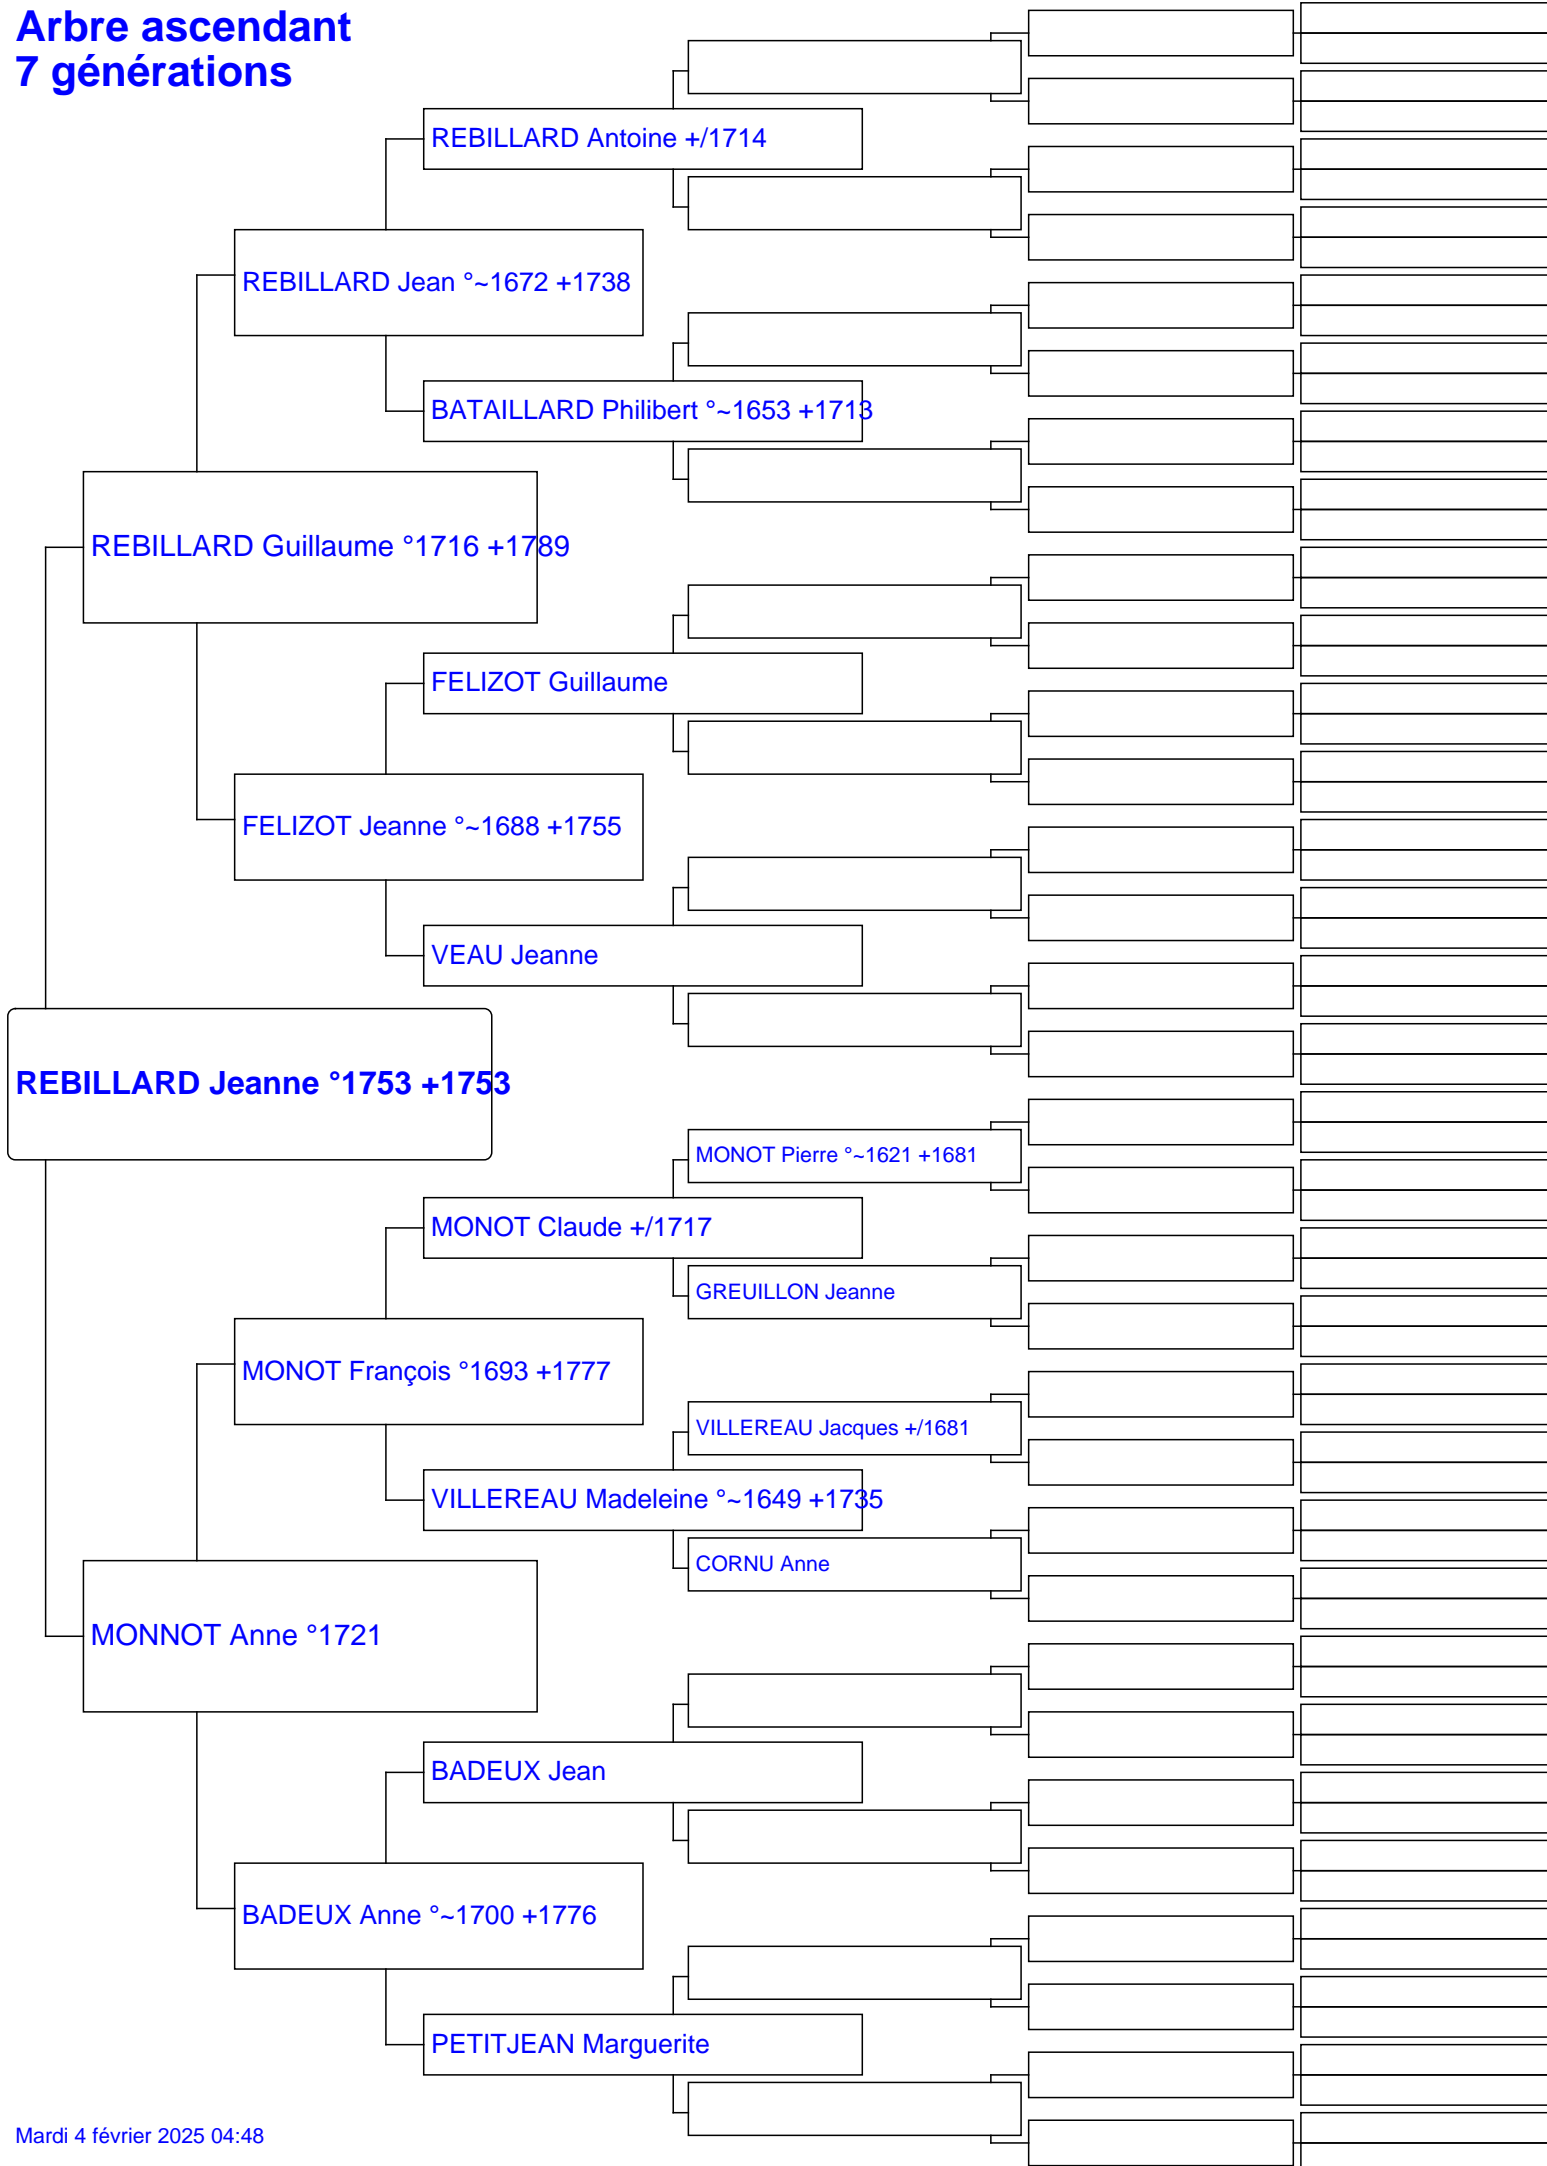 Arbre ascendant
7 générations
REBILLARD Antoine +/1714
REBILLARD Jean °~1672 +1738
BATAILLARD Philibert °~1653 +1713
REBILLARD Guillaume °1716 +1789
FELIZOT Guillaume
FELIZOT Jeanne °~1688 +1755
VEAU Jeanne
REBILLARD Jeanne °1753 +1753
MONOT Pierre °~1621 +1681
MONOT Claude +/1717
GREUILLON Jeanne
MONOT François °1693 +1777
VILLEREAU Jacques +/1681
VILLEREAU Madeleine °~1649 +1735
CORNU Anne
MONNOT Anne °1721
BADEUX Jean
BADEUX Anne °~1700 +1776
PETITJEAN Marguerite
Mardi 4 février 2025 04:48